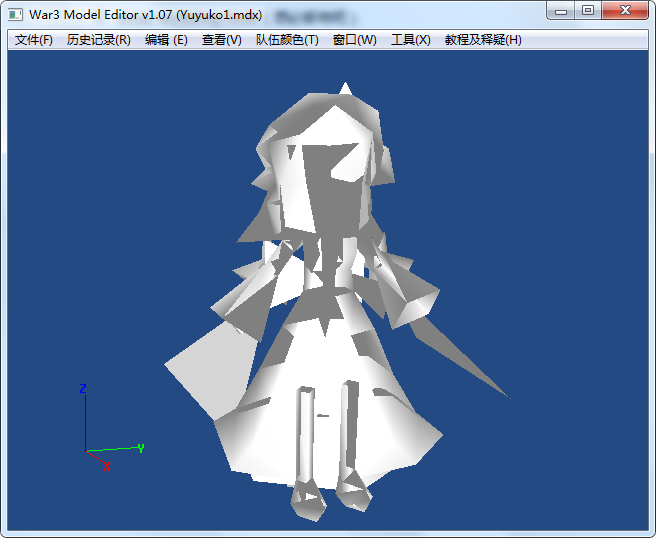 War3 Model Editor v1.07 (Yuyuko1.mdx)
文件(F) 历史记录(R) 编辑 (E) 查看(V) 队伍颜色(T) 窗口(W) 工具(X) 教程及释疑(H)
Z
Y
X